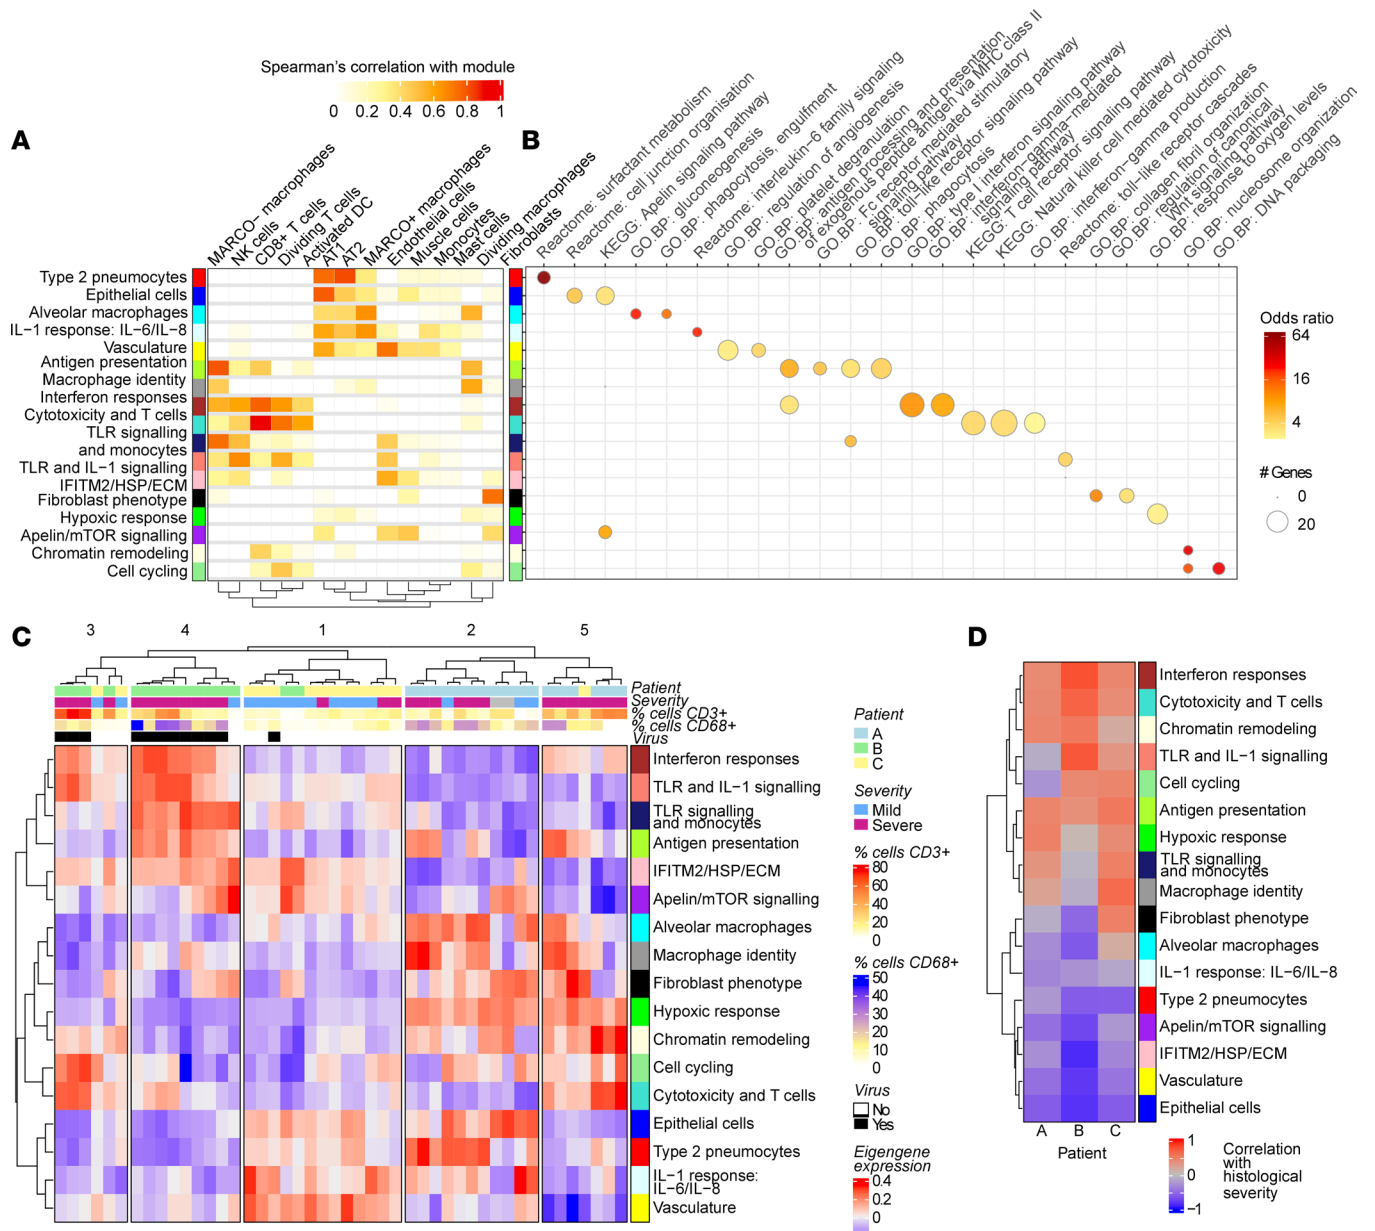 Spearman's correlation with module
0 0.2 0.4 0.6 0.8 1
A
MARCO− macrophages
NK cells
CD8+ T cells
Dividing T cells
Activated DC
AT1
AT2
MARCO+ macrophages
Endothelial cells
Muscle cells
Monocytes
Mast cells
Dividing macrophages
Fibroblasts
Type 2 pneumocytes
Epithelial cells
Alveolar macrophages
IL−1 response: IL−6/IL−8
Vasculature
Antigen presentation
Macrophage identity
Interferon responses
Cytotoxicity and T cells
TLR signalling
and monocytes
TLR and IL−1 signalling
IFITM2/HSP/ECM
Fibroblast phenotype
Hypoxic response
Apelin/mTOR signalling
Chromatin remodeling
Cell cycling
B
Reactome: surfactant metabolism
Reactome: cell junction organisation
KEGG: Apelin signaling pathway
GO.BP: gluconeogenesis
GO.BP: phagocytosis, engulfment
Reactome: interleukin−6 family signaling
GO.BP: regulation of angiogenesis
GO.BP: platelet degranulation
GO.BP: antigen processing and presentation
of exogenous peptide antigen via MHC class II
GO.BP: Fc receptor mediated stimulatory
signaling pathway
GO.BP: toll−like receptor signaling pathway
GO.BP: phagocytosis
GO.BP: type I interferon signaling pathway
GO.BP: interferon−gamma−mediated
signaling pathway
KEGG: T cell receptor signaling pathway
KEGG: Natural killer cell mediated cytotoxicity
GO.BP: interferon−gamma production
Reactome: toll−like receptor cascades
GO.BP: collagen fibril organization
GO.BP: regulation of canonical
Wnt signaling pathway
GO.BP: response to oxygen levels
GO.BP: nucleosome organization
GO.BP: DNA packaging
Odds ratio
64
16
4
# Genes
0
20
C
3 4 1 2 5
Patient
Severity
% cells CD3+
% cells CD68+
Virus
Interferon responses
TLR and IL−1 signalling
TLR signalling
and monocytes
Antigen presentation
IFITM2/HSP/ECM
Apelin/mTOR signalling
Alveolar macrophages
Macrophage identity
Fibroblast phenotype
Hypoxic response
Chromatin remodeling
Cell cycling
Cytotoxicity and T cells
Epithelial cells
Type 2 pneumocytes
IL−1 response:
IL−6/IL−8
Vasculature
Patient
A
B
C
Severity
Mild
Severe
% cells CD3+
80
60
40
20
0
% cells CD68+
50
40
30
20
10
0
Virus
No
Yes
Eigengene
expression
0.4
0.2
0
D
Interferon responses
Cytotoxicity and T cells
Chromatin remodeling
TLR and IL−1 signalling
Cell cycling
Antigen presentation
Hypoxic response
TLR signalling
and monocytes
Macrophage identity
Fibroblast phenotype
Alveolar macrophages
IL−1 response: IL−6/IL−8
Type 2 pneumocytes
Apelin/mTOR signalling
IFITM2/HSP/ECM
Vasculature
Epithelial cells
A B C
Patient
1
0
−1
Correlation
with
histological
severity